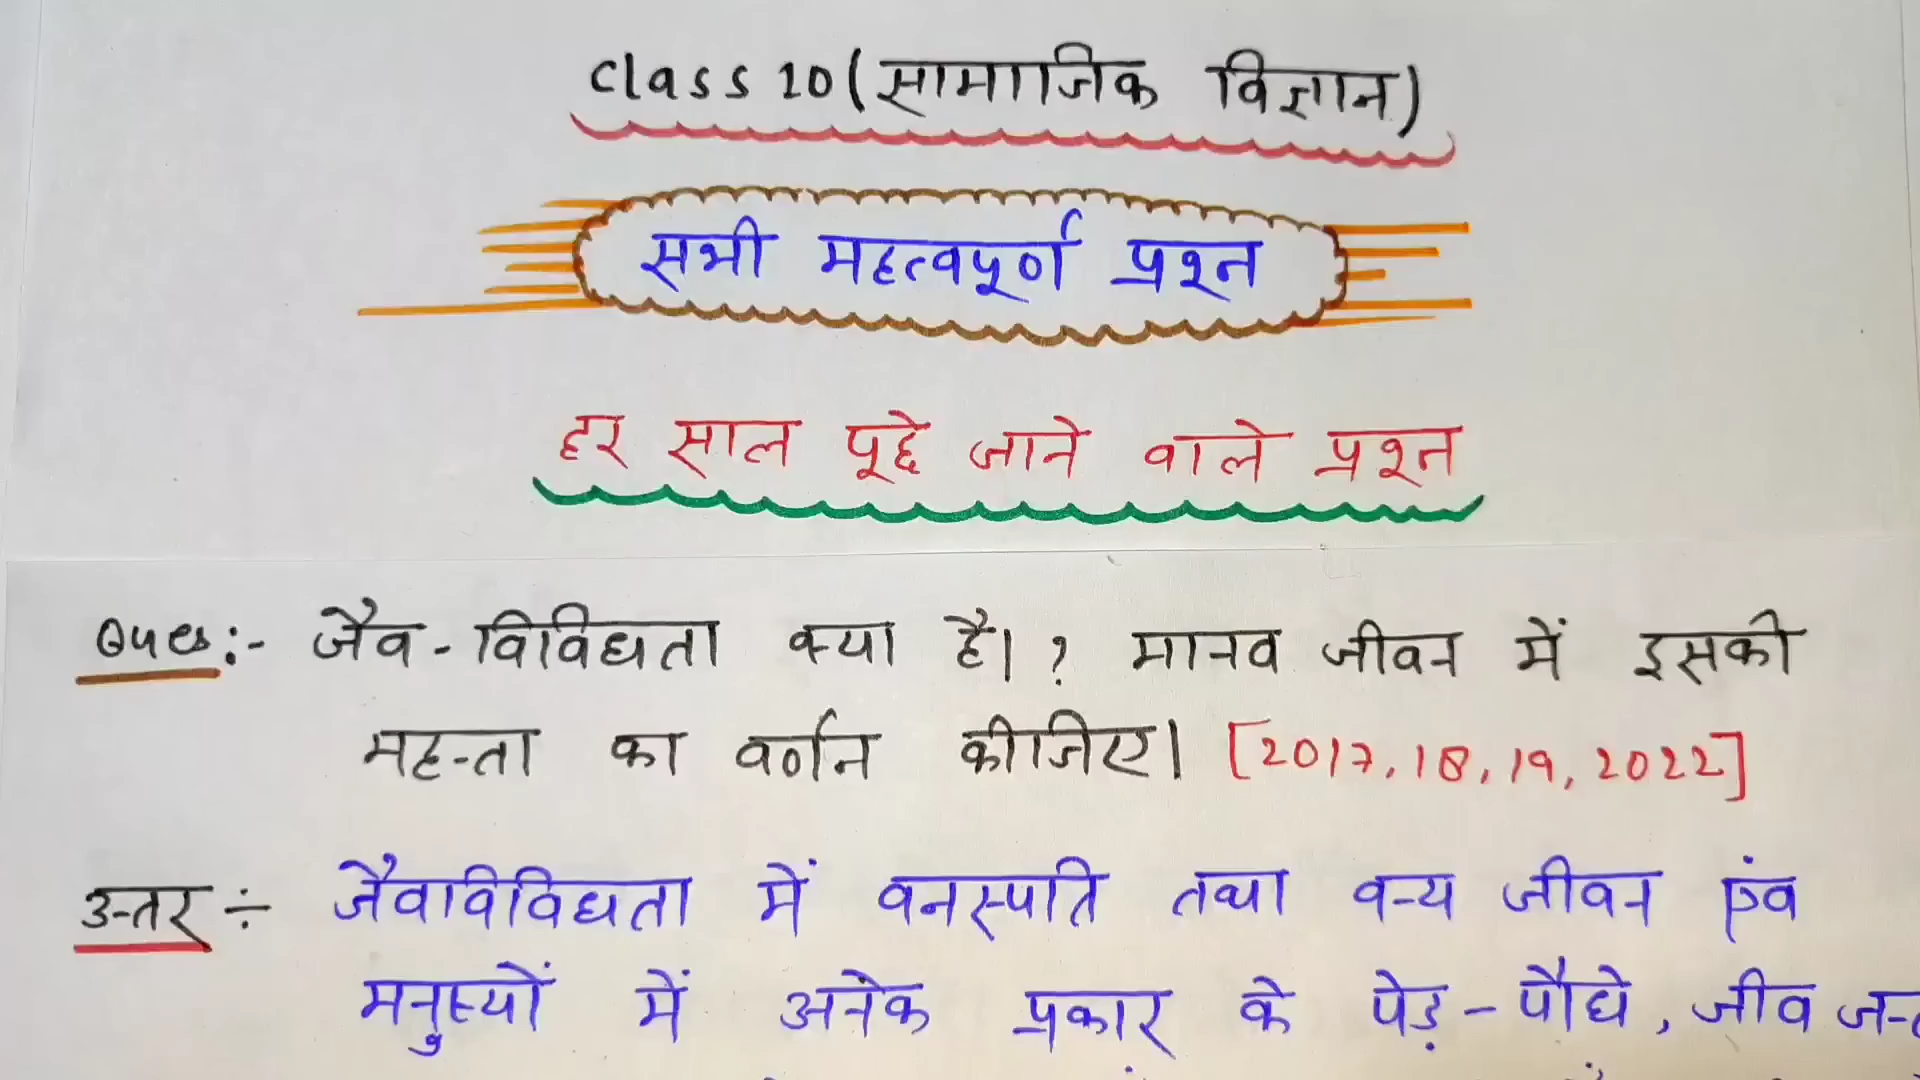 Class 10 (सामाजिक विज्ञान)
सभी महत्वपूर्ण प्रश्न
हर साल पूछे जाने वाले प्रश्न
Ques:- जैव-विविधता क्या है। ? मानव जीवन में इसकी
महत्ता का वर्णन कीजिए। [2017, 18, 19, 2022]
उत्तर ÷ जैवविविधता में वनस्पति तथा वन्य जीवन एंव
मनुष्यों में अनेक प्रकार के पेड़-पौधे, जीव